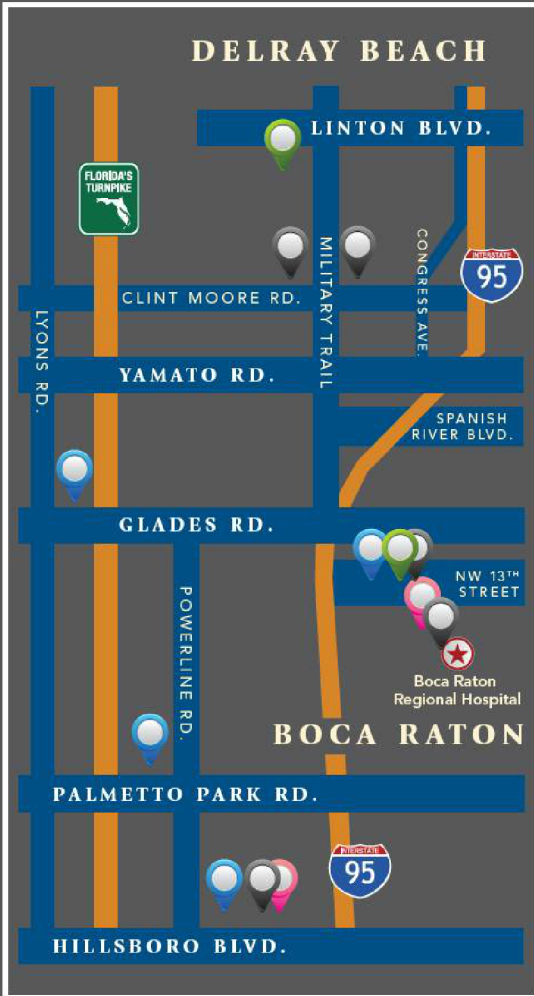 DELRAY BEACH
LINTON BLVD.
FLORIDA'S
TURNPIKE
MILITARY TRAIL
CONGRESS AVE.
INTERSTATE
95
CLINT MOORE RD.
LYONS RD.
YAMATO RD.
SPANISH
RIVER BLVD.
GLADES RD.
NW 13TH
STREET
POWERLINE RD.
Boca Raton
Regional Hospital
BOCA RATON
PALMETTO PARK RD.
INTERSTATE
95
HILLSBORO BLVD.